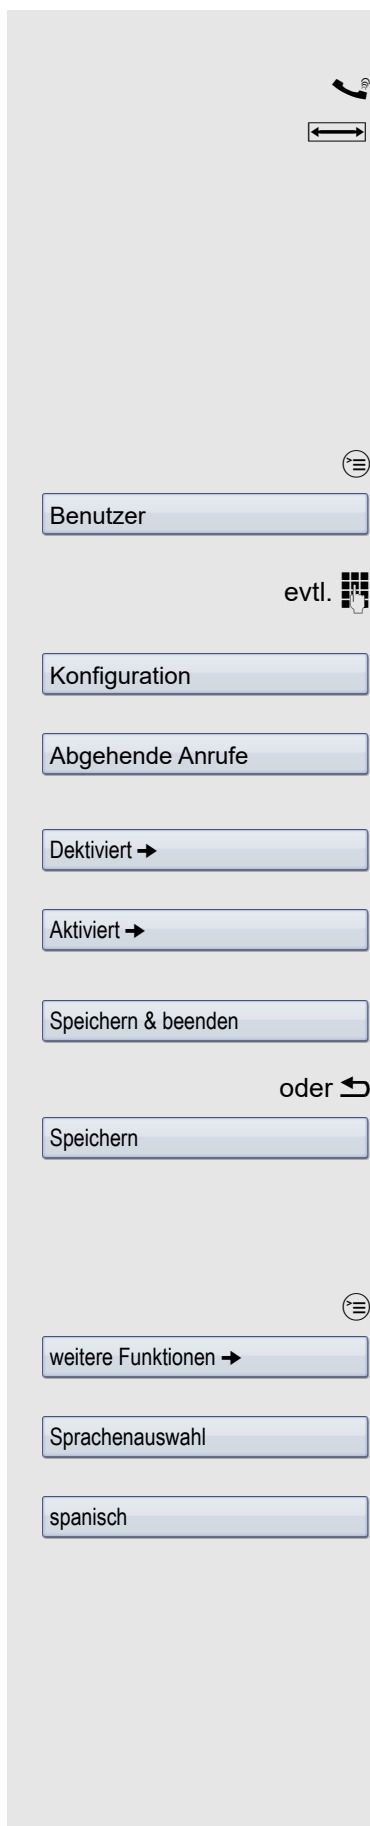 Benutzer
evtl.
Konfiguration
Abgehende Anrufe
Dektiviert
Aktiviert
Speichern & beenden
oder
Speichern
weitere Funktionen
Sprachenauswahl
spanisch